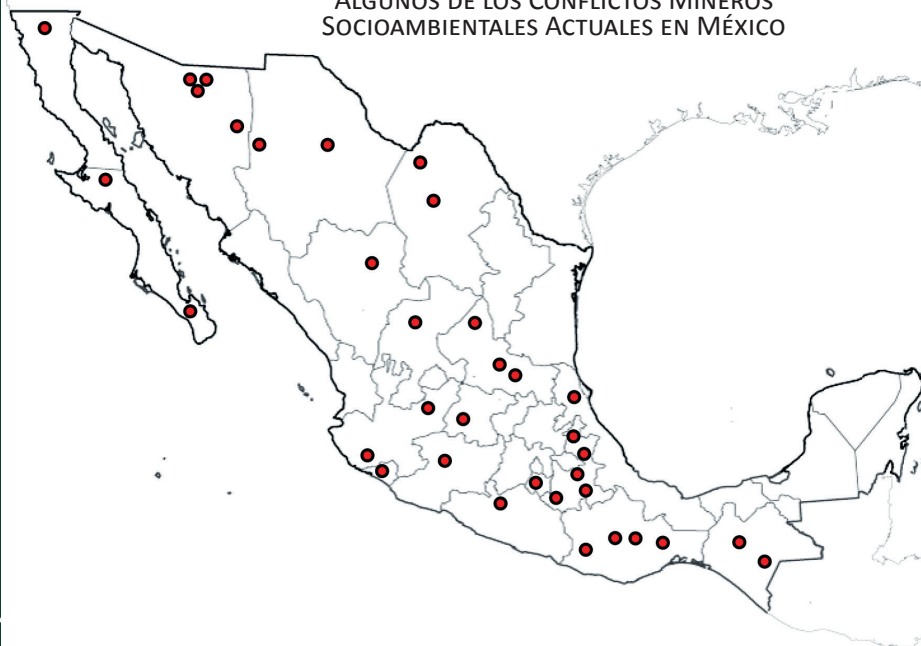 ALGUNOS DE LOS CONFLICTOS MINEROS
SOCIOAMBIENTALES ACTUALES EN MÉXICO